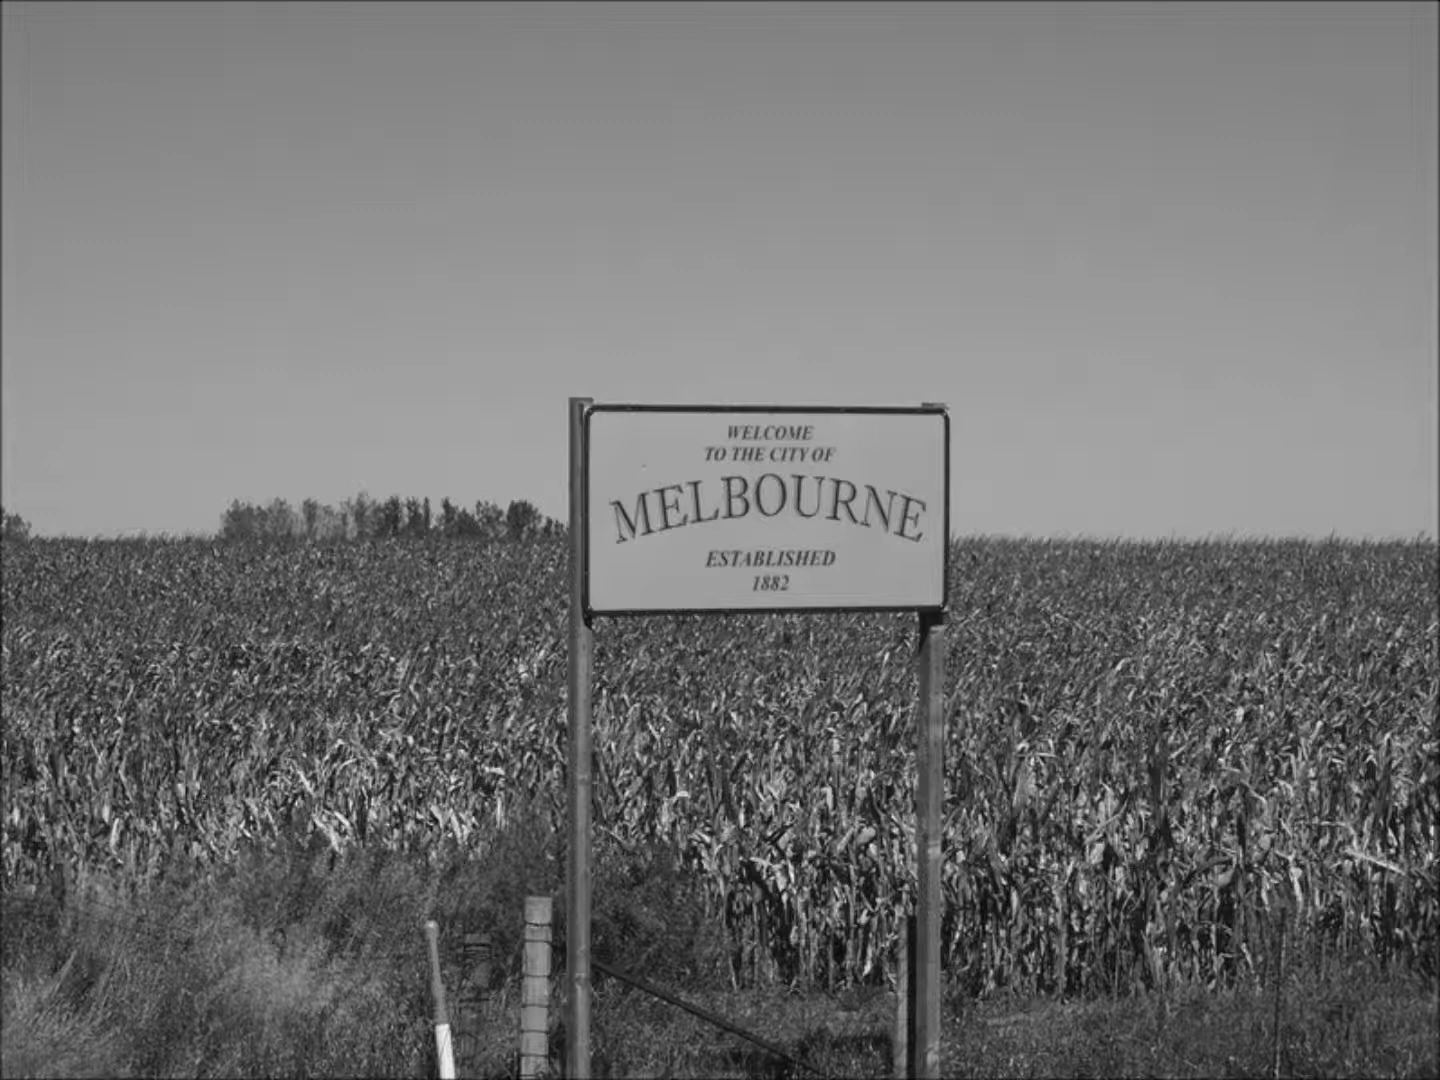 WELCOME
TO THE CITY OF
MELBOURNE
ESTABLISHED
1882